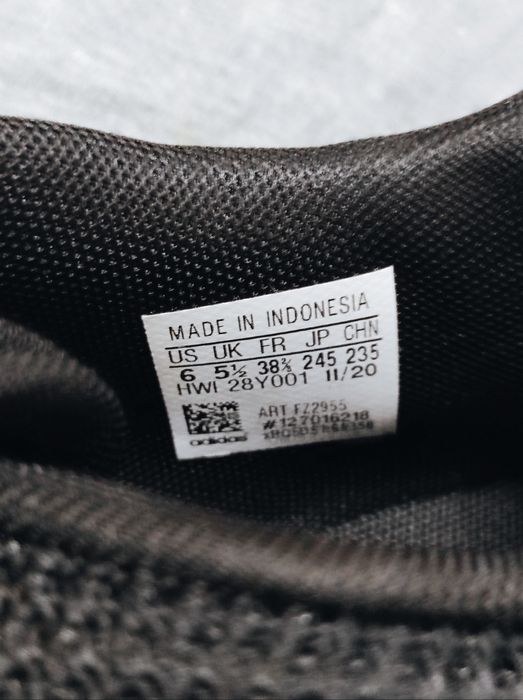 MADE IN INDONESIA
US UK FR JP CHN
6 5½ 38⅔ 245 235
HWI 28Y001 11/20
ART FZ2955
#127016218
adidas